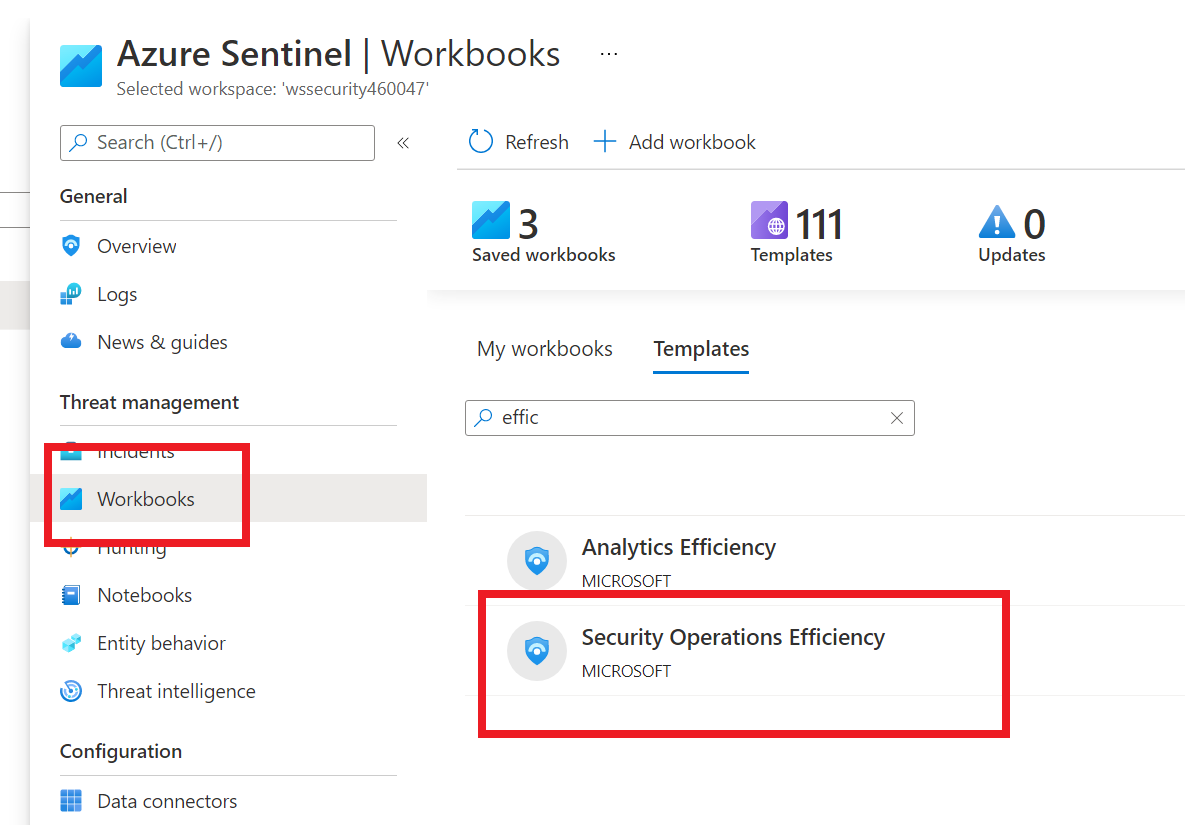 Azure Sentinel | Workbooks ...
Selected workspace: 'wssecurity460047'
Search (Ctrl+/)
«
General
Overview
Logs
News & guides
Threat management
Incidents
Workbooks
Hunting
Notebooks
Entity behavior
Threat intelligence
Configuration
Data connectors
Refresh
Add workbook
3
Saved workbooks
111
Templates
0
Updates
My workbooks
Templates
effic
Analytics Efficiency
MICROSOFT
Security Operations Efficiency
MICROSOFT